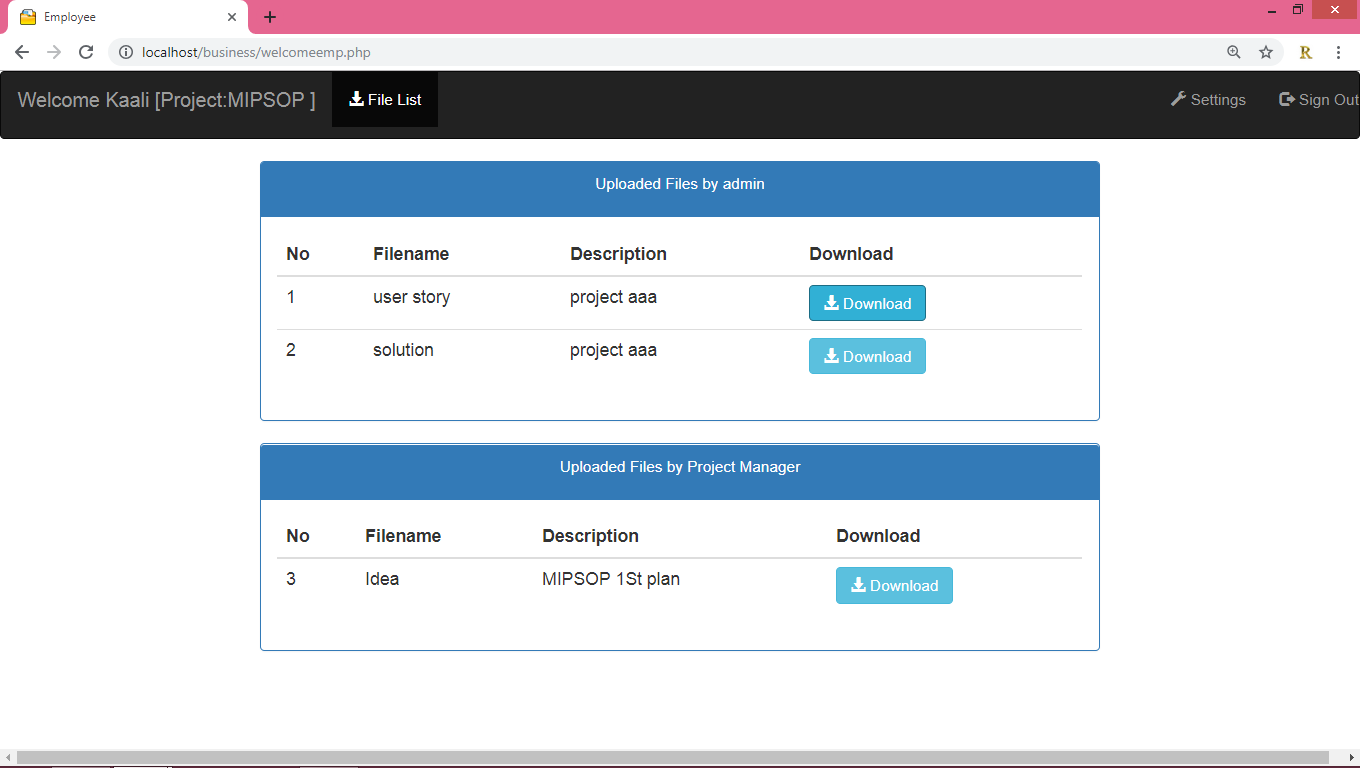 Employee
localhost/business/welcomeemp.php
R
Welcome Kaali [Project:MIPSOP ]
File List
Settings
Sign Out
Uploaded Files by admin
No Filename Description Download
1 user story project aaa Download
2 solution project aaa Download
Uploaded Files by Project Manager
No Filename Description Download
3 Idea MIPSOP 1St plan Download